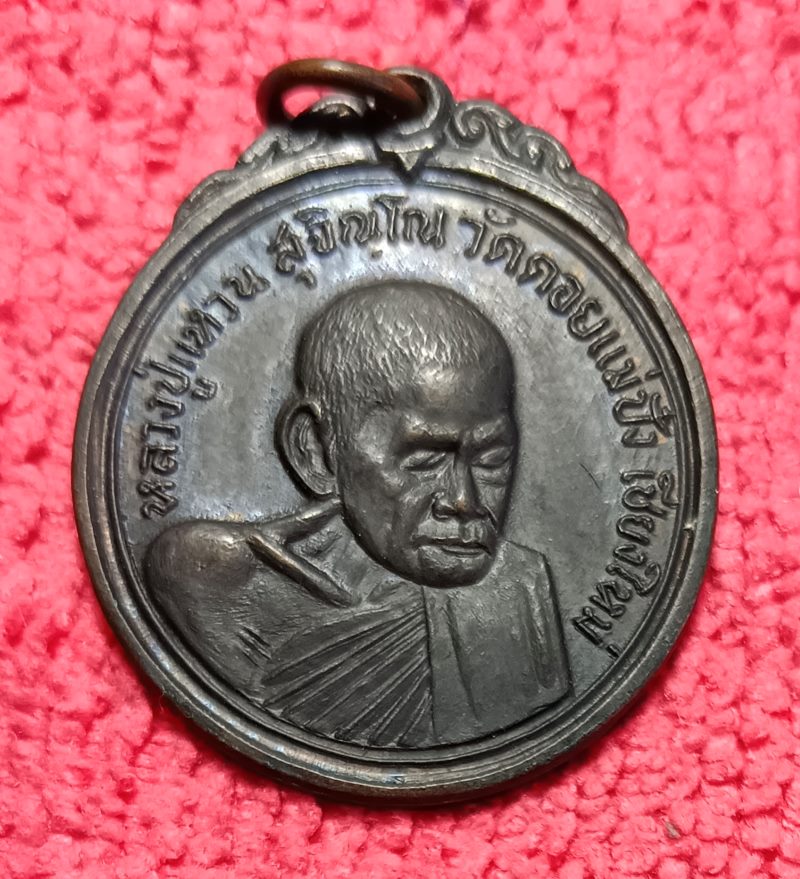 หลวงปู่แหวน สุจิณฺโณ วัดดอยแม่ปั๋ง เชียงใหม่